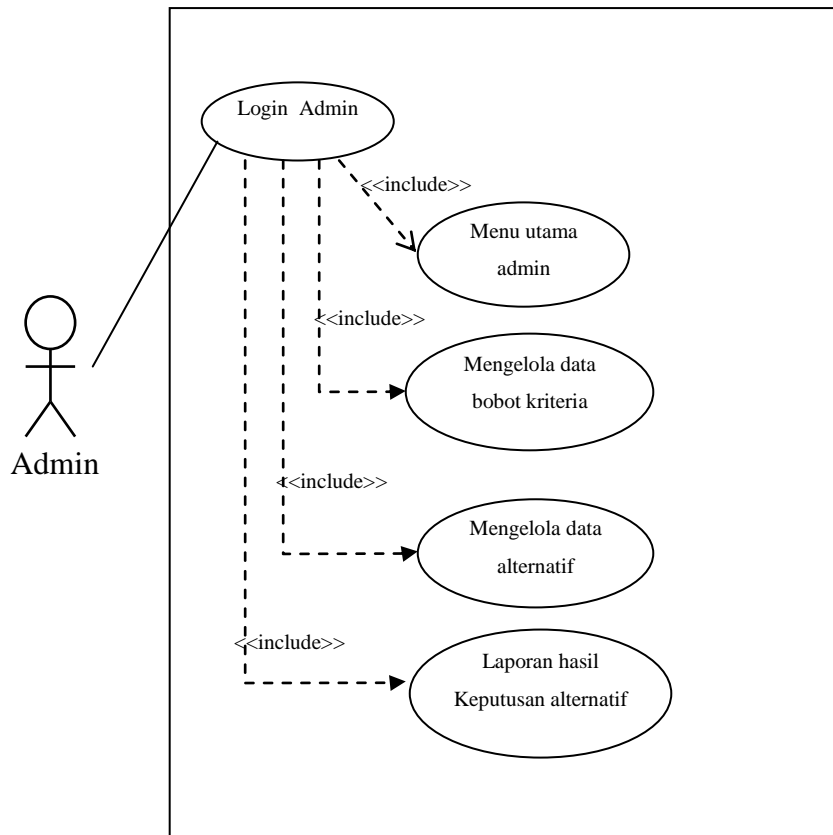 Login  Admin
<<include>>
Menu utama
admin
<<include>>
Mengelola data
bobot kriteria
Admin
<<include>>
Mengelola data
alternatif
<<include>>
Laporan hasil
Keputusan alternatif